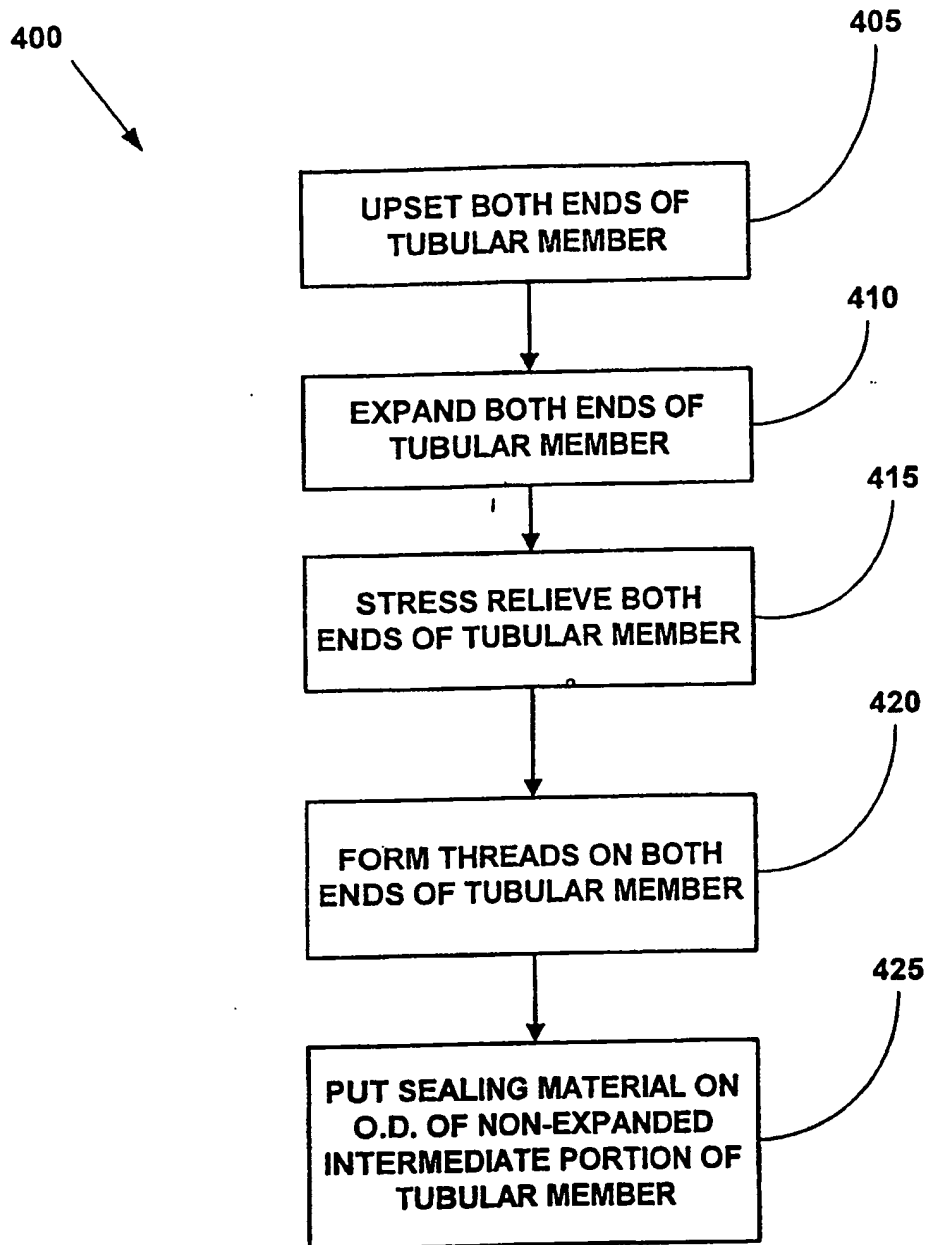 400
405
UPSET BOTH ENDS OF
TUBULAR MEMBER
410
EXPAND BOTH ENDS OF
TUBULAR MEMBER
415
STRESS RELIEVE BOTH
ENDS OF TUBULAR MEMBER
420
FORM THREADS ON BOTH
ENDS OF TUBULAR MEMBER
425
PUT SEALING MATERIAL ON
O.D. OF NON-EXPANDED
INTERMEDIATE PORTION OF
TUBULAR MEMBER